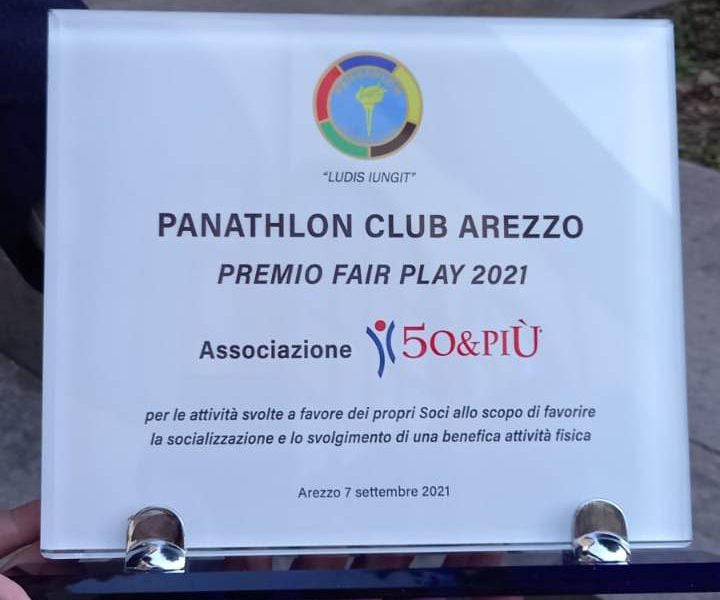 "LUDIS IUNGIT"
PANATHLON CLUB AREZZO
PREMIO FAIR PLAY 2021
Associazione 50&PIÙ
per le attività svolte a favore dei propri Soci allo scopo di favorire
la socializzazione e lo svolgimento di una benefica attività fisica
Arezzo 7 settembre 2021